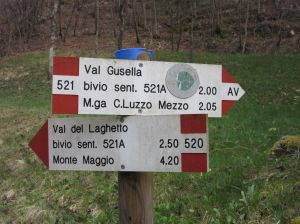 Val Gusella
521 bivio sent. 521A 2.00 AV
M.ga C.Luzzo Mezzo 2.05
Val del Laghetto
bivio sent. 521A 2.50 520
Monte Maggio 4.20